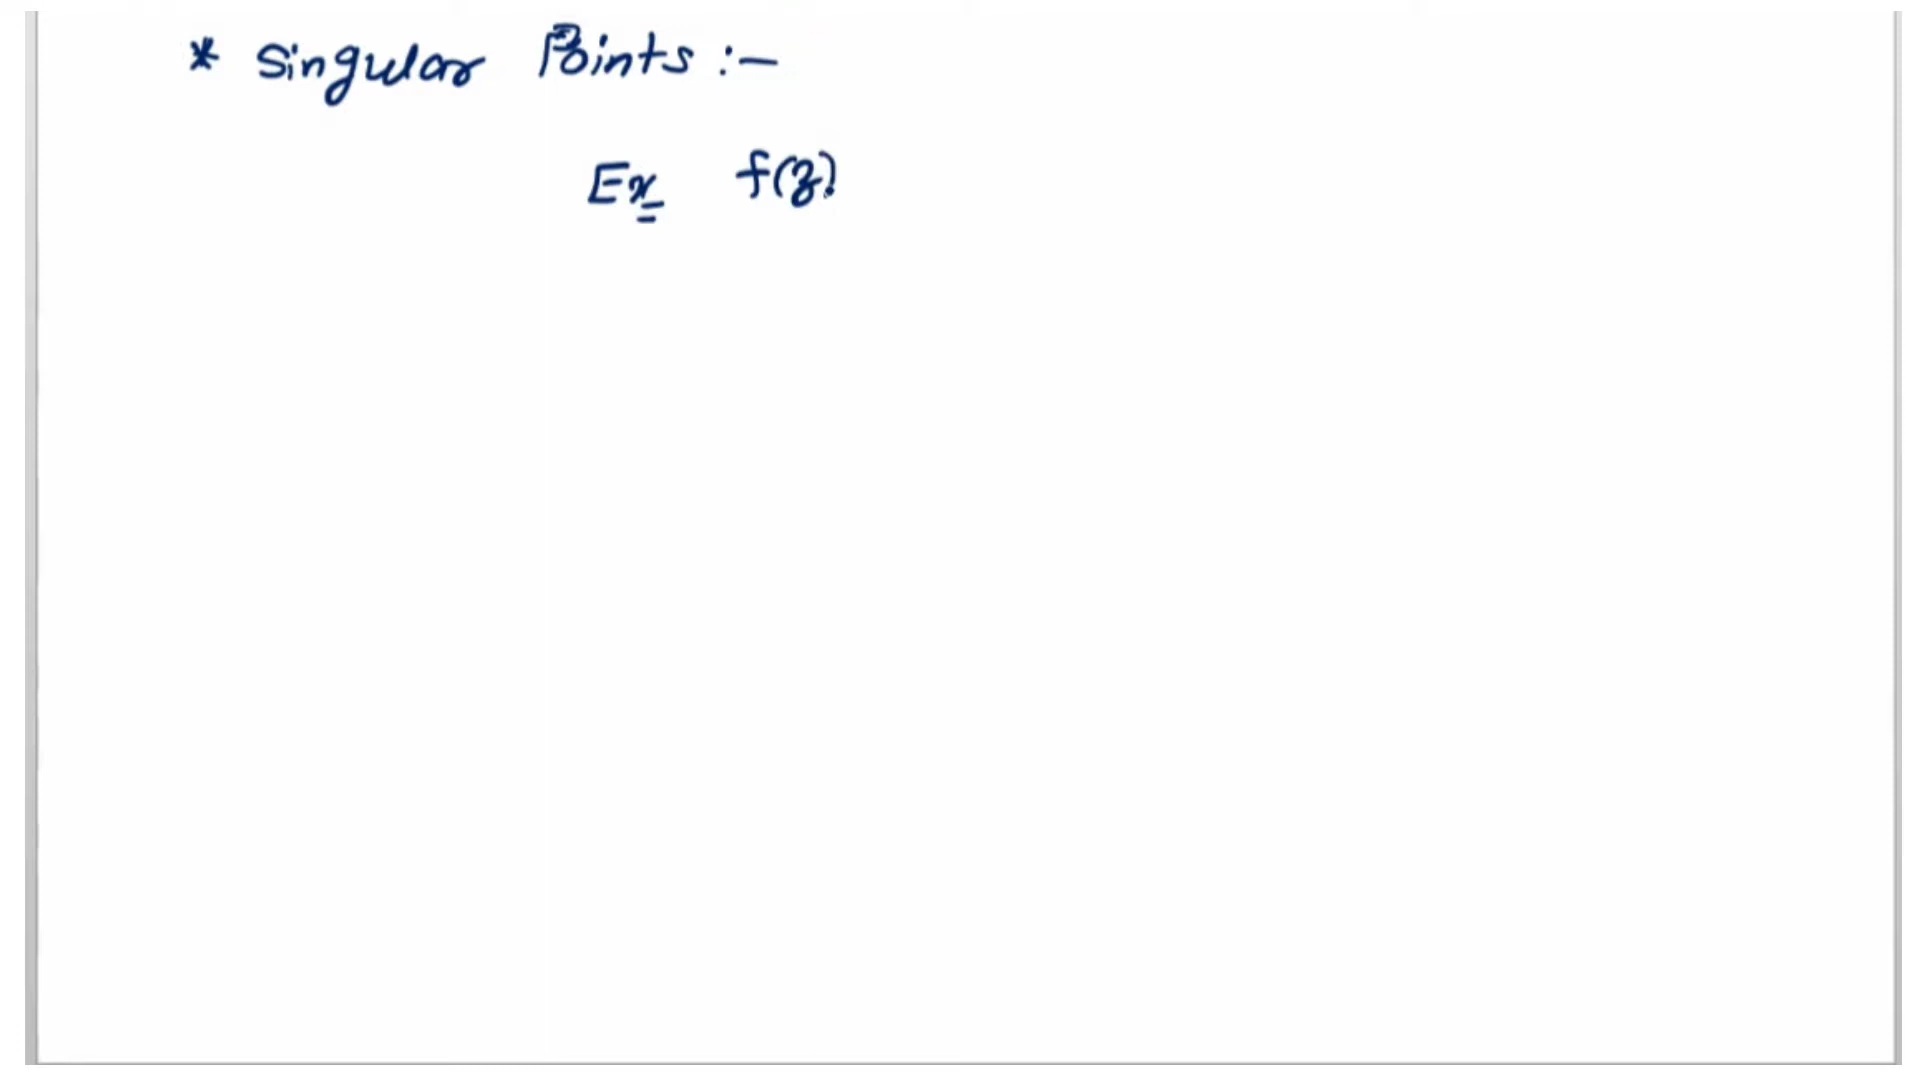 * Singular Points :-
Ex f(z)